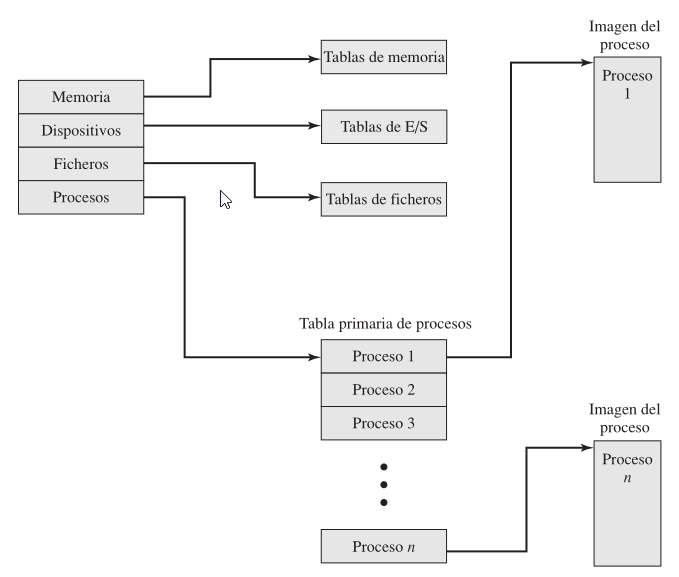 Memoria
Dispositivos
Ficheros
Procesos
Tablas de memoria
Tablas de E/S
Tablas de ficheros
Tabla primaria de procesos
Proceso 1
Proceso 2
Proceso 3
Proceso n
Imagen del
proceso
Proceso
1
Imagen del
proceso
Proceso
n